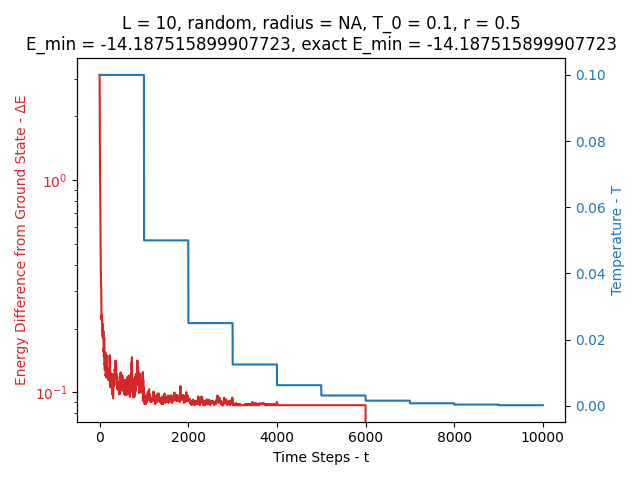 L = 10, random, radius = NA, T_0 = 0.1, r = 0.5
E_min = -14.187515899907723, exact E_min = -14.187515899907723
Energy Difference from Ground State - ΔE
10⁰
10⁻¹
0.10
0.08
0.06
0.04
0.02
0.00
Temperature - T
0 2000 4000 6000 8000 10000
Time Steps - t